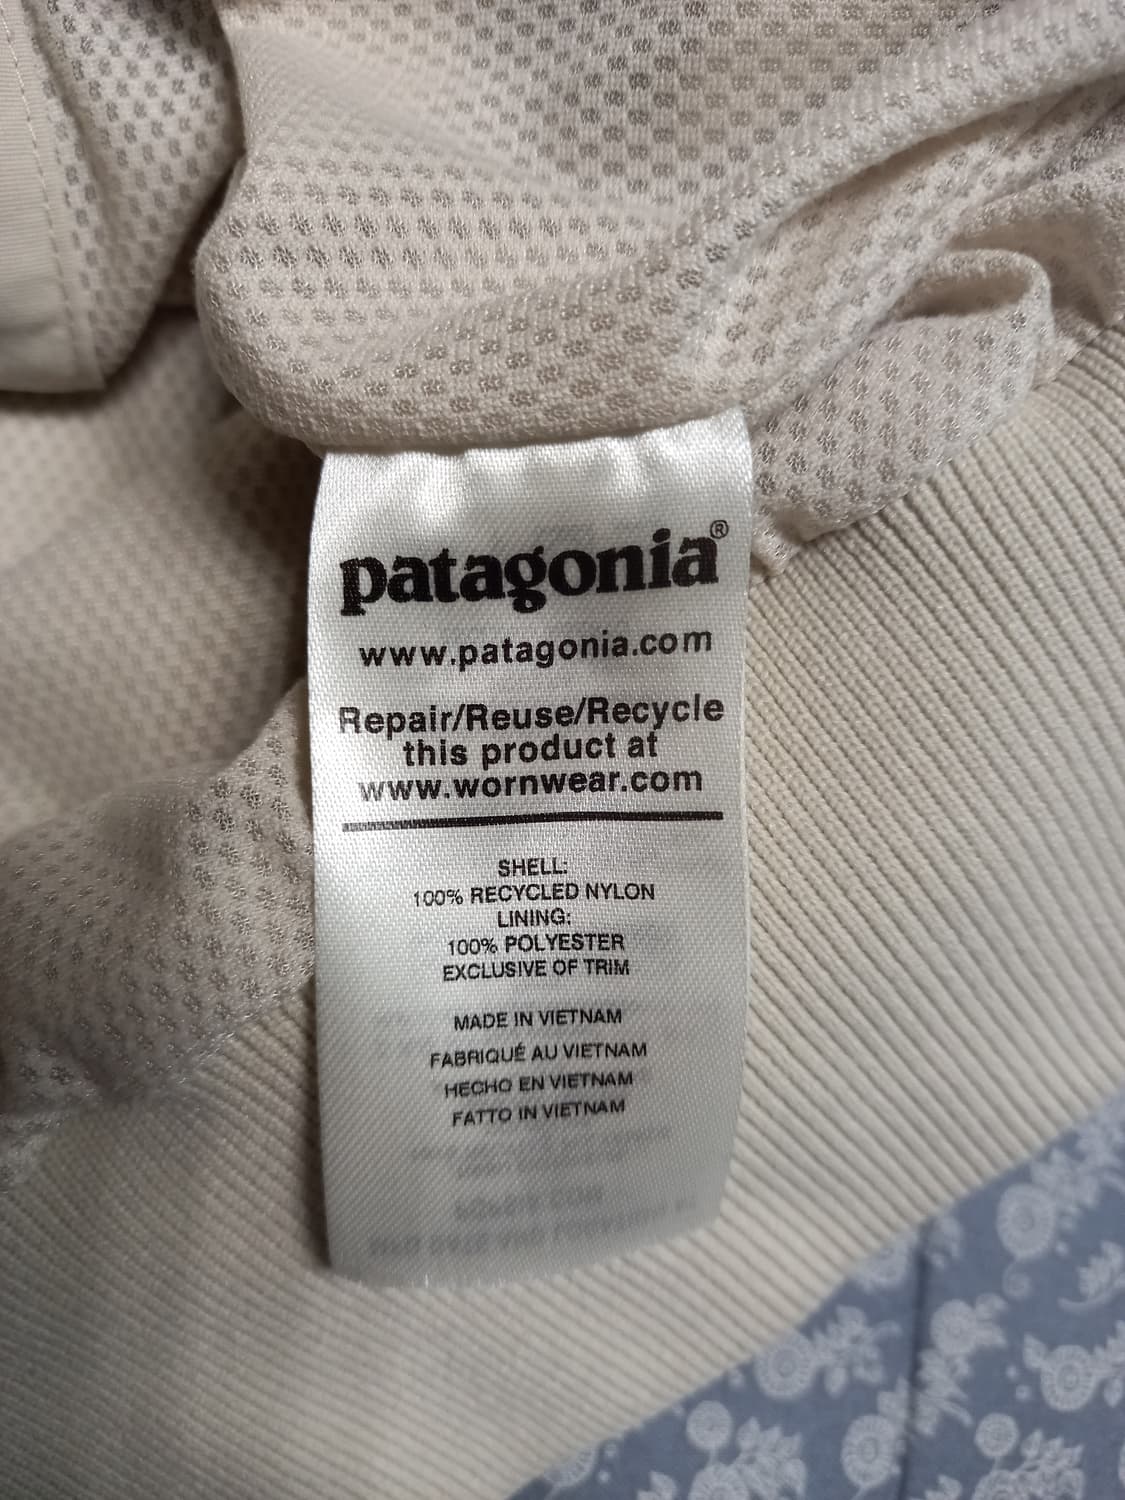 patagonia®
www.patagonia.com
Repair/Reuse/Recycle
this product at
www.wornwear.com
SHELL:
100% RECYCLED NYLON
LINING:
100% POLYESTER
EXCLUSIVE OF TRIM
MADE IN VIETNAM
FABRIQUÉ AU VIETNAM
HECHO EN VIETNAM
FATTO IN VIETNAM